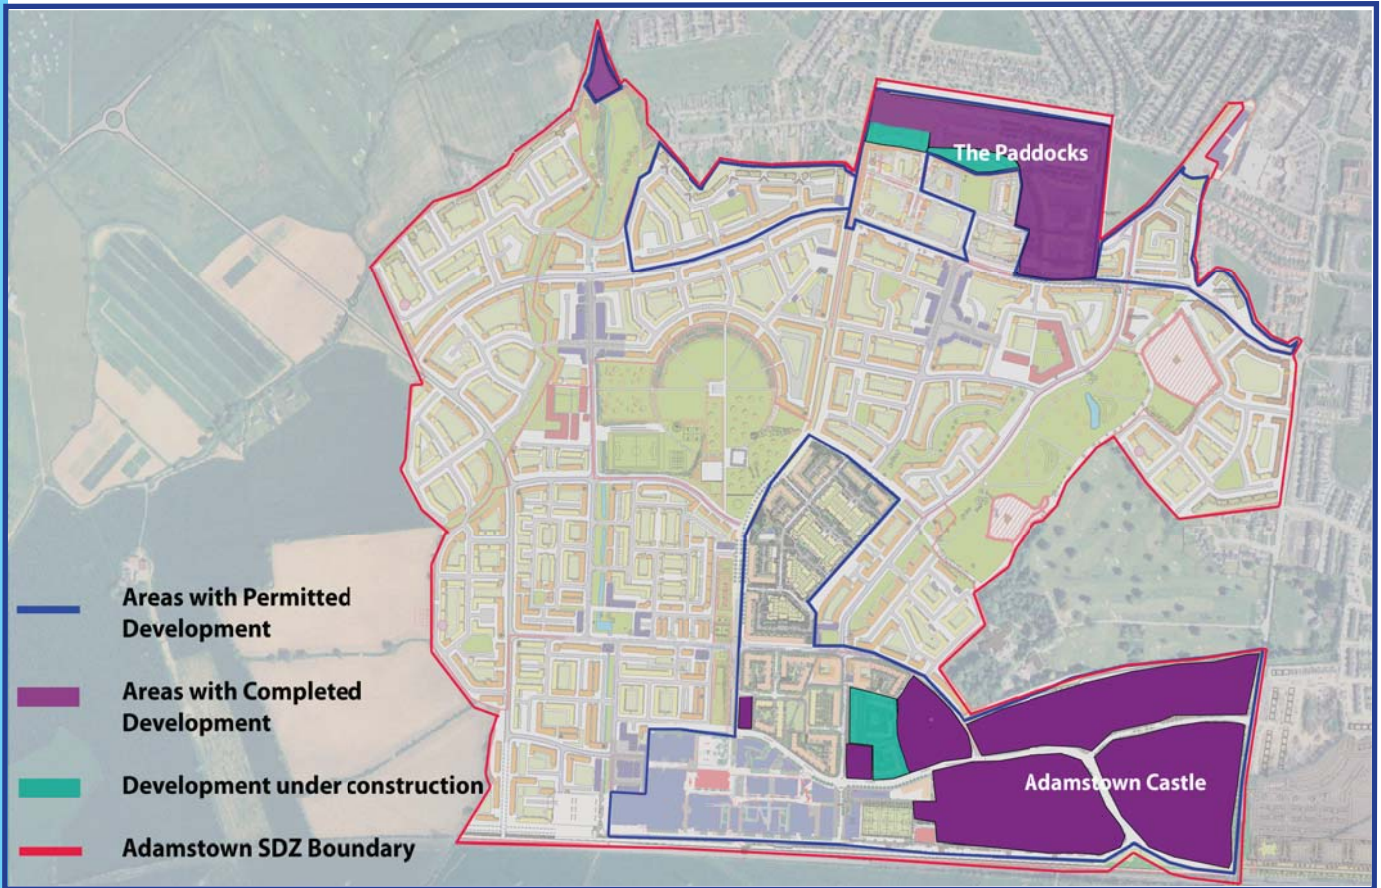 The Paddocks
Areas with Permitted
Development
Areas with Completed
Development
Development under construction
Adamstown Castle
Adamstown SDZ Boundary